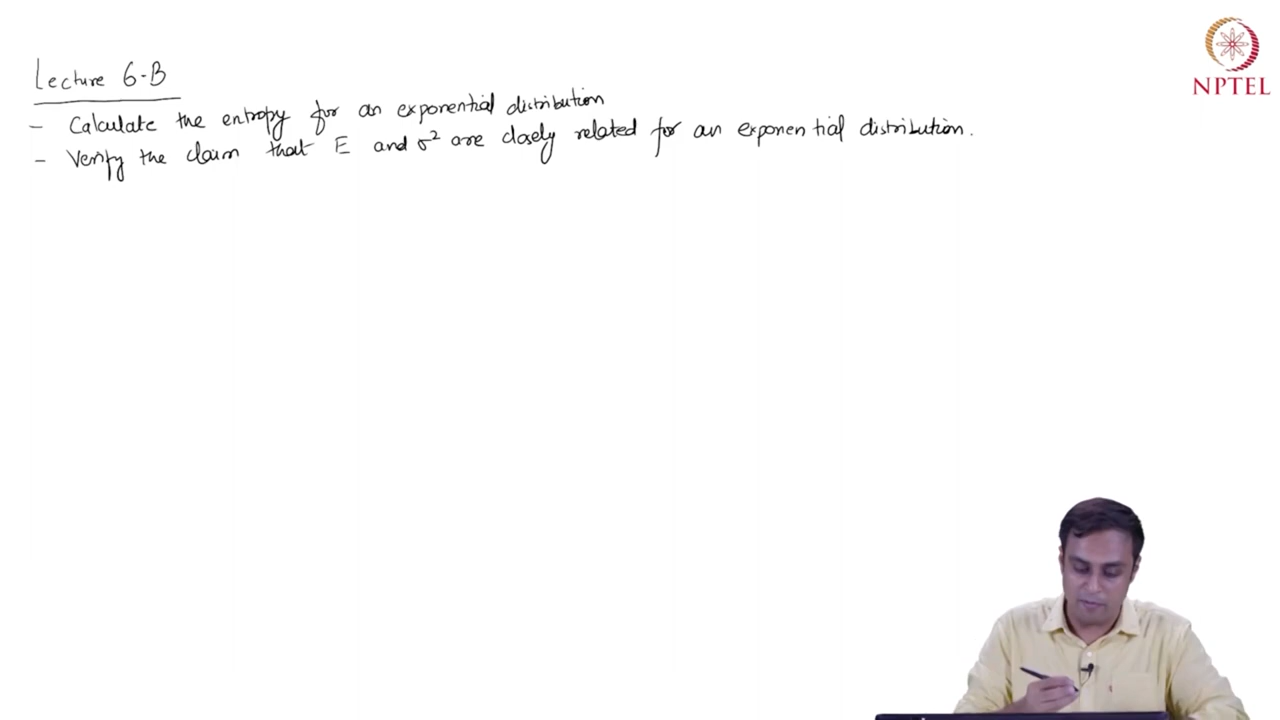 NPTEL
Lecture 6-B
- Calculate the entropy for an exponential distribution
- Verify the claim that E and σ² are closely related for an exponential distribution.